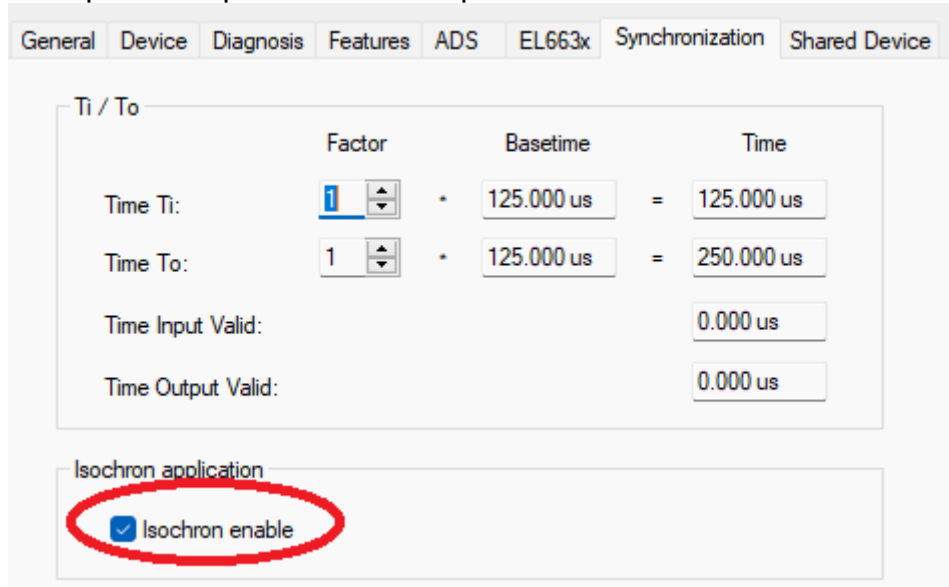 General Device Diagnosis Features ADS EL663x Synchronization Shared Device
Ti / To
Factor Basetime Time
Time Ti: 1 * 125.000 us = 125.000 us
Time To: 1 * 125.000 us = 250.000 us
Time Input Valid: 0.000 us
Time Output Valid: 0.000 us
Isochron application
Isochron enable